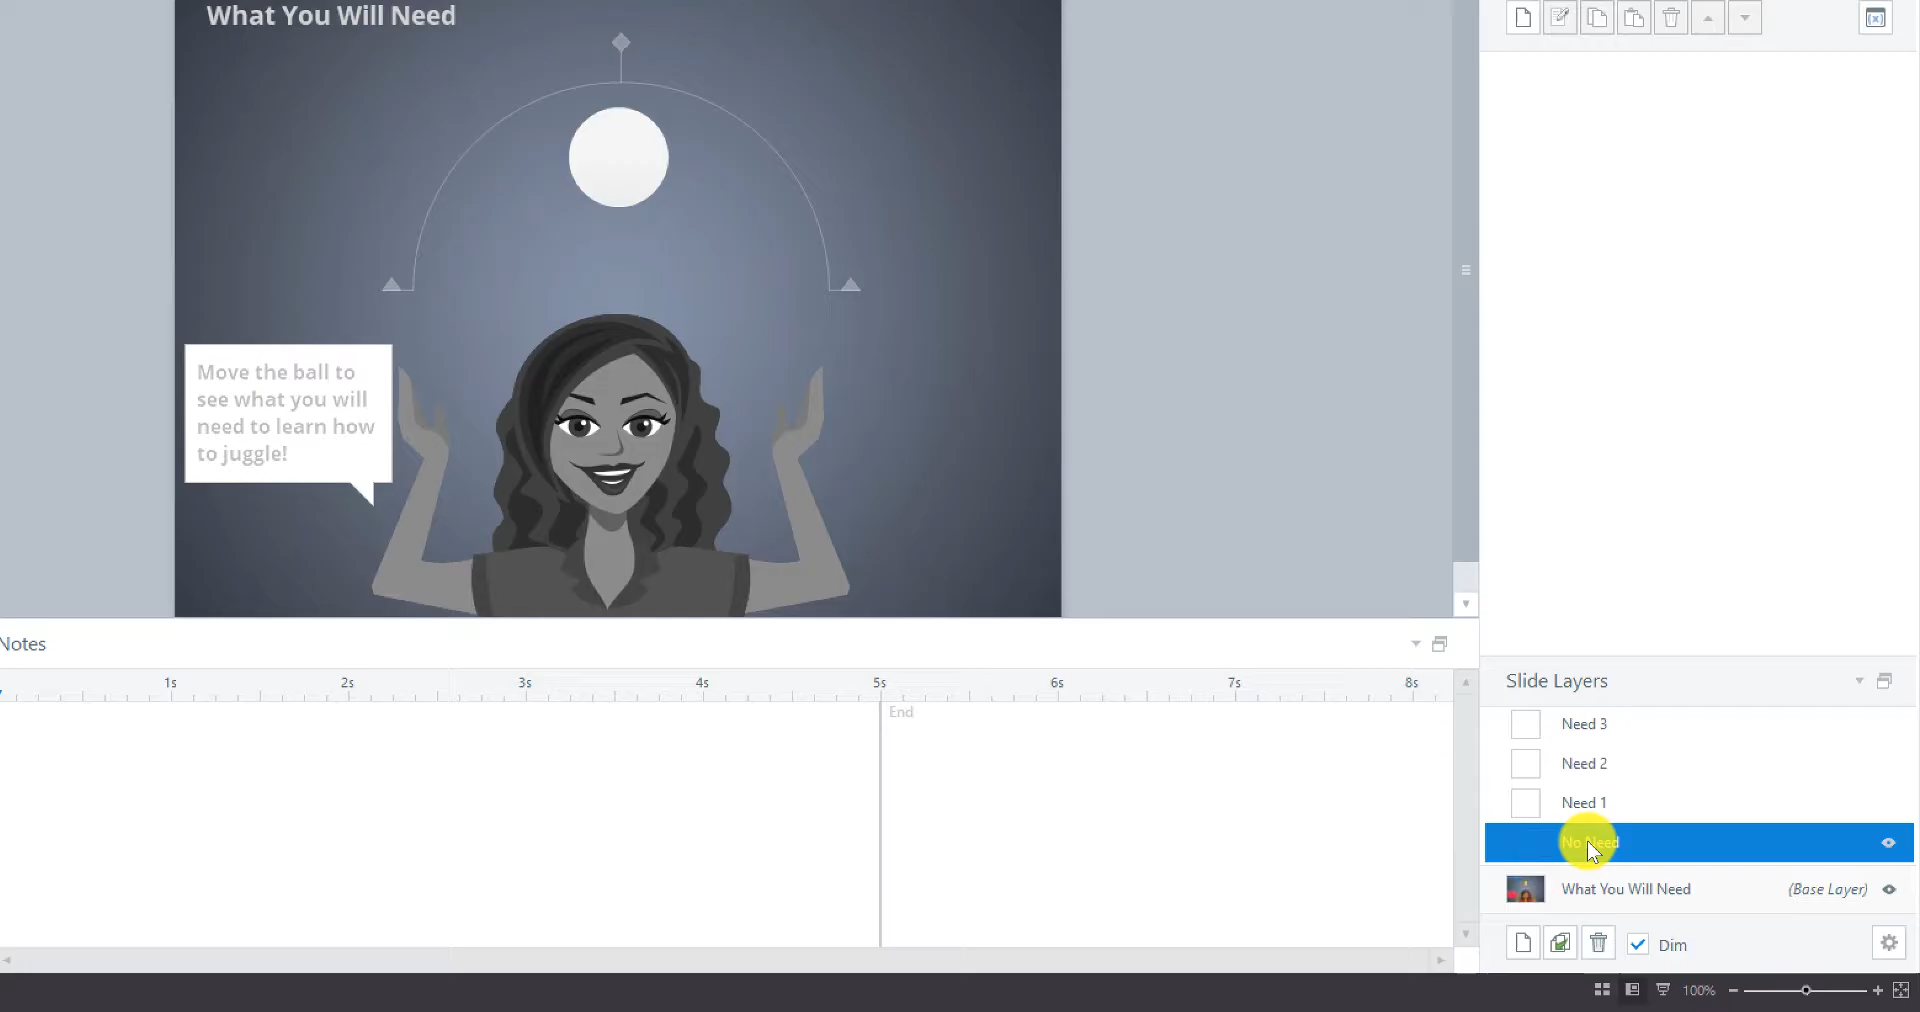 What You Will Need
Move the ball to
see what you will
need to learn how
to juggle!
Notes
1s 2s 3s 4s 5s 6s 7s 8s
End
Slide Layers
Need 3
Need 2
Need 1
No Need
What You Will Need (Base Layer)
Dim
100%